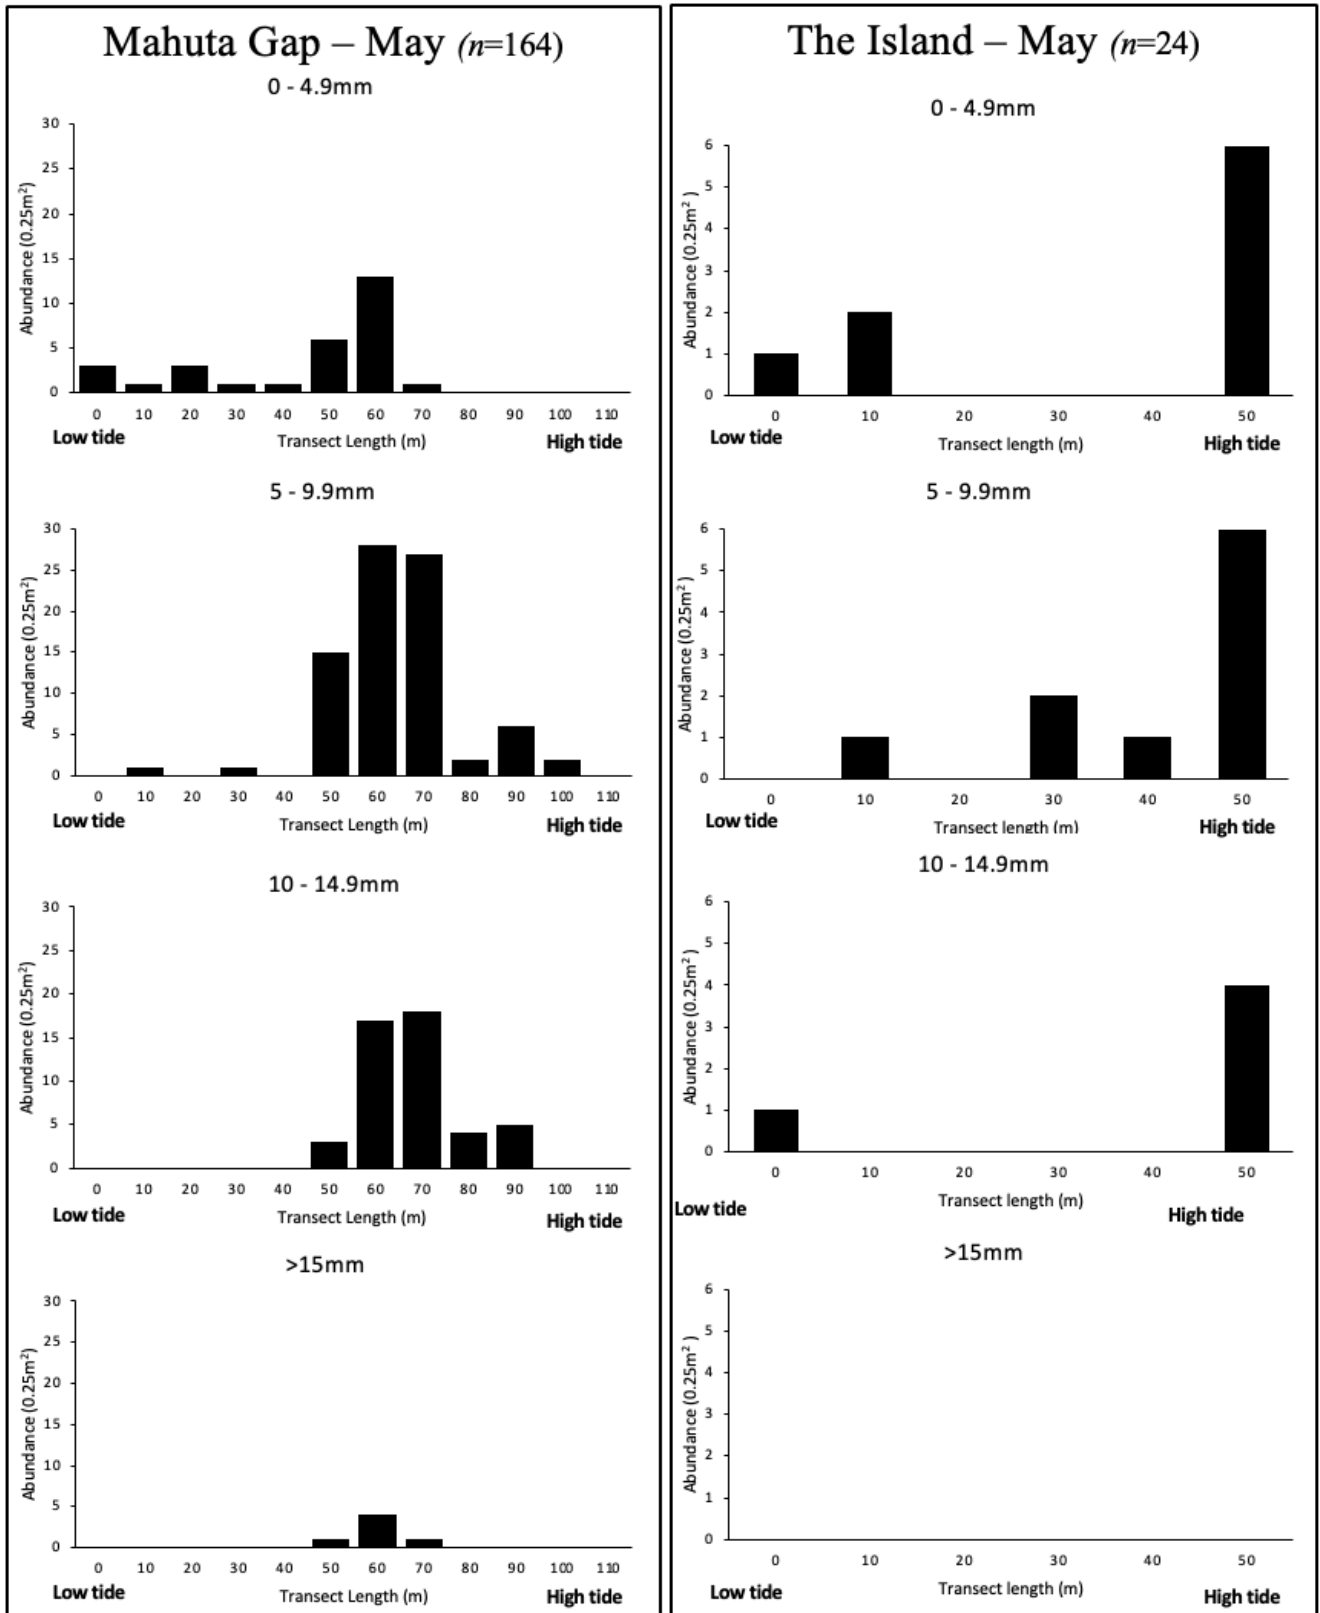 Mahuta Gap – May (n=164)
0 - 4.9mm
30
25
20
15
10
5
0
Abundance (0.25m²)
0 10 20 30 40 50 60 70 80 90 100 110
Low tide Transect Length (m) High tide
5 - 9.9mm
30
25
20
15
10
5
0
Abundance (0.25m²)
0 10 20 30 40 50 60 70 80 90 100 110
Low tide Transect Length (m) High tide
10 - 14.9mm
30
25
20
15
10
5
0
Abundance (0.25m²)
0 10 20 30 40 50 60 70 80 90 100 110
Low tide Transect Length (m) High tide
>15mm
30
25
20
15
10
5
0
Abundance (0.25m²)
0 10 20 30 40 50 60 70 80 90 100 110
Low tide Transect Length (m) High tide
The Island – May (n=24)
0 - 4.9mm
6
5
4
3
2
1
0
Abundance (0.25m²)
0 10 20 30 40 50
Low tide Transect length (m) High tide
5 - 9.9mm
6
5
4
3
2
1
0
Abundance (0.25m²)
0 10 20 30 40 50
Low tide Transect length (m) High tide
10 - 14.9mm
6
5
4
3
2
1
0
Abundance (0.25m²)
0 10 20 30 40 50
Low tide Transect length (m) High tide
>15mm
6
5
4
3
2
1
0
Abundance (0.25m²)
0 10 20 30 40 50
Low tide Transect length (m) High tide